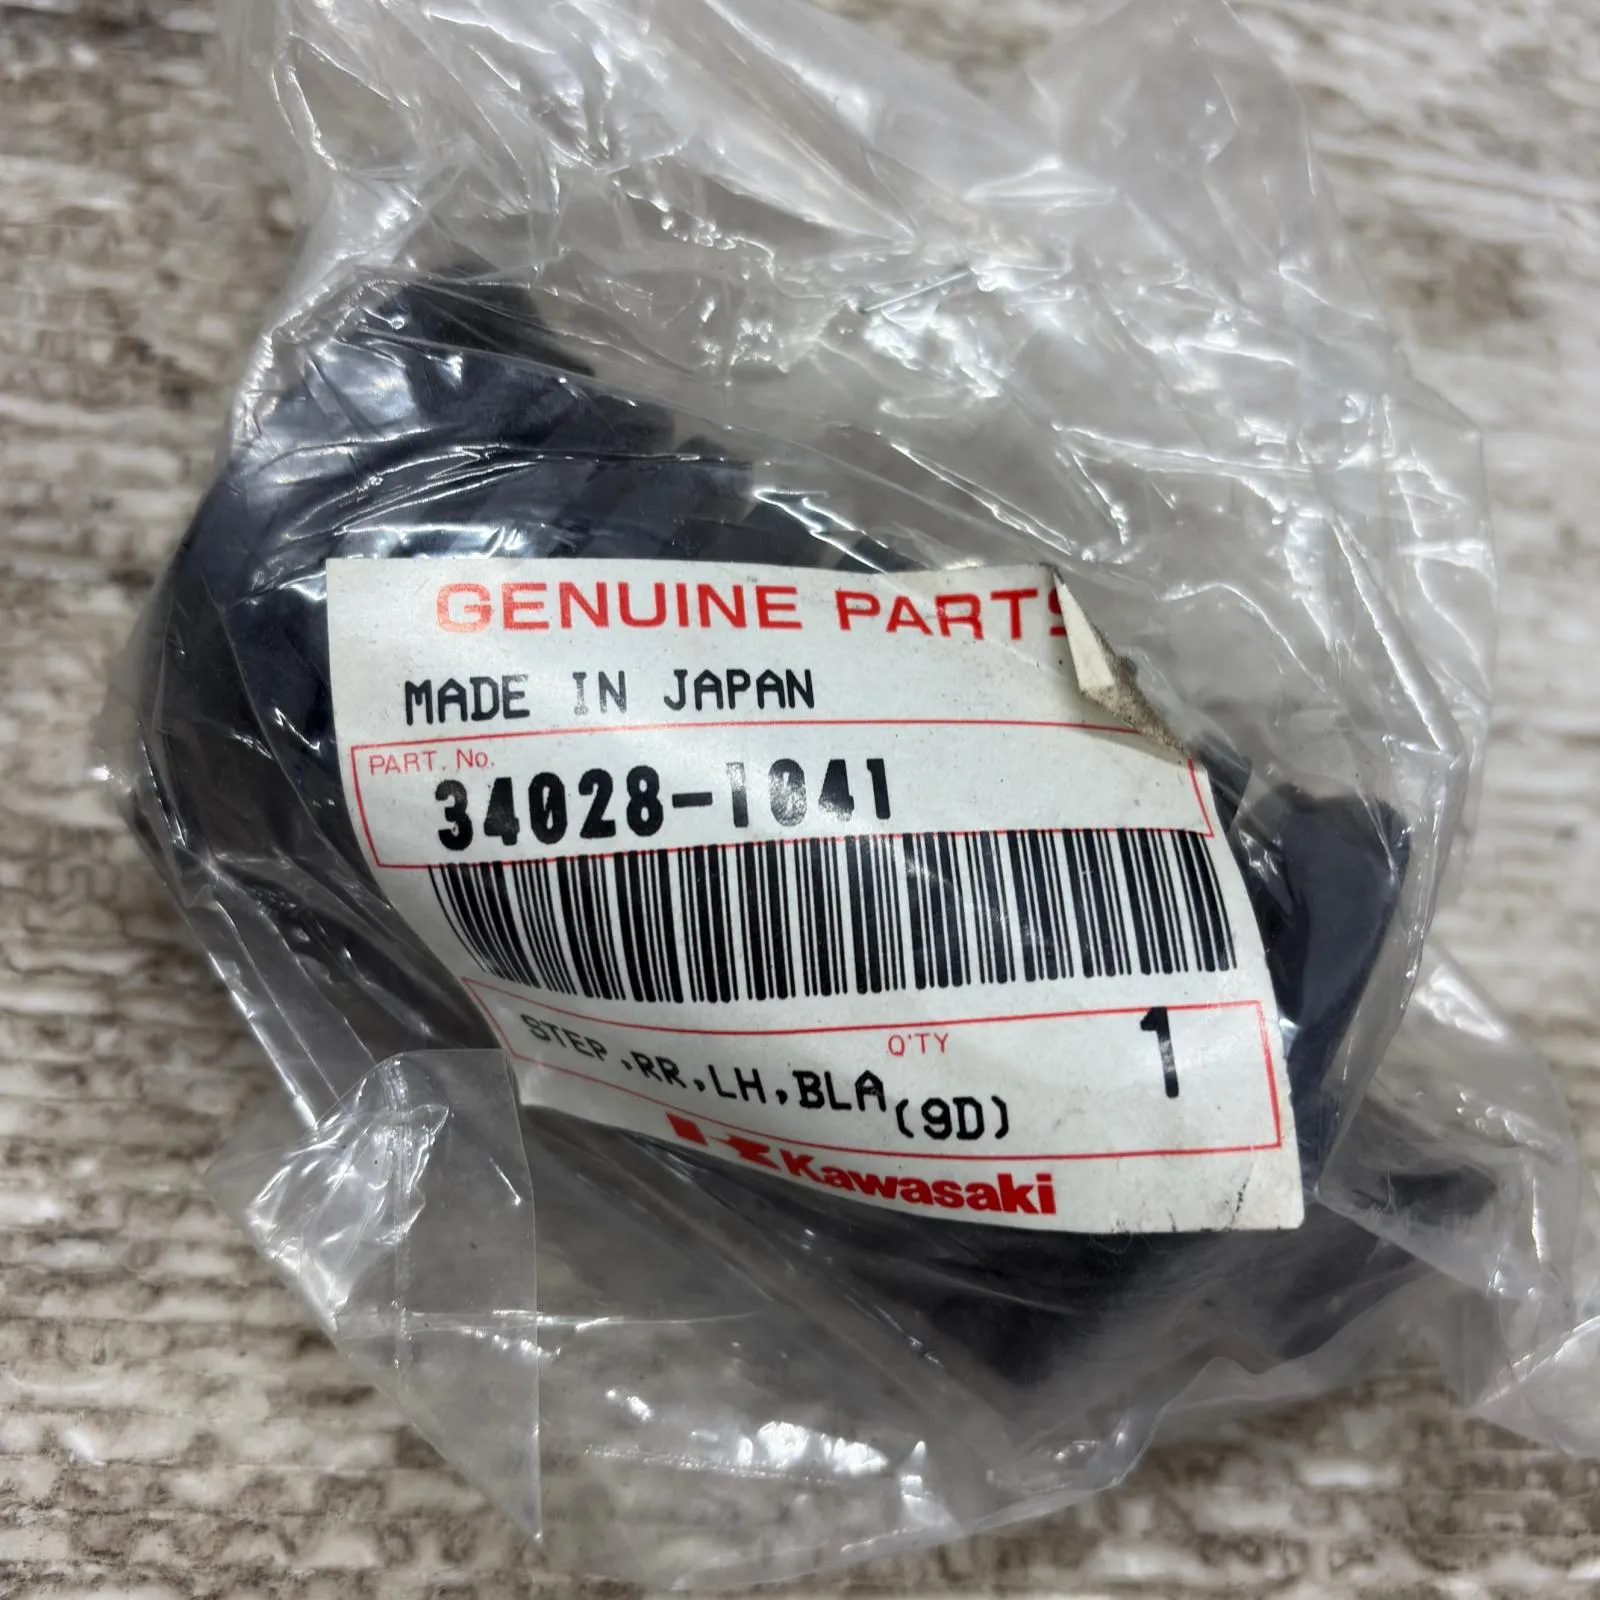 GENUINE PARTS
MADE IN JAPAN
PART. No.
34028-1041
Q'TY 1
STEP,RR,LH,BLA(9D)
Kawasaki